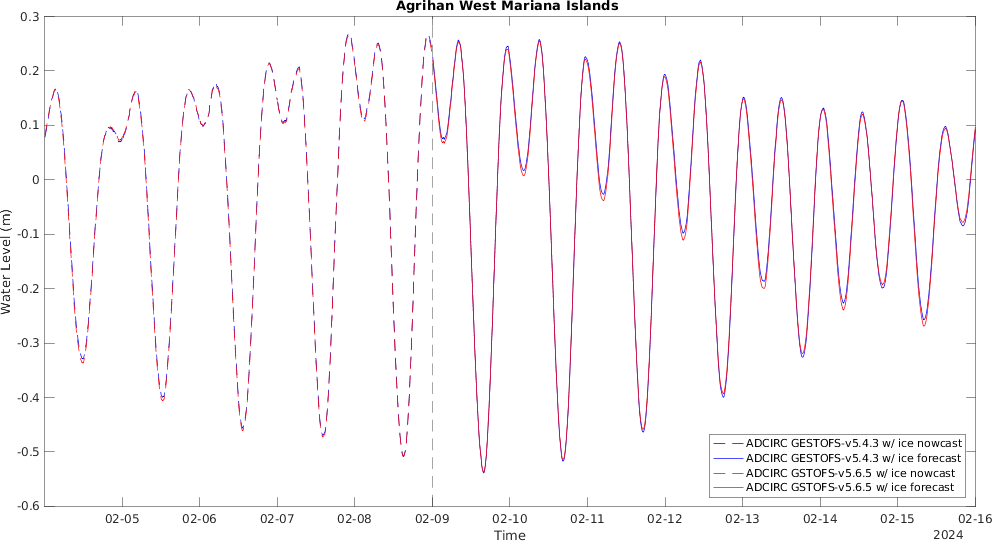 Agrihan West Mariana Islands
0.3
0.2
0.1
0
-0.1
-0.2
-0.3
-0.4
-0.5
-0.6
Water Level (m)
ADCIRC GESTOFS-v5.4.3 w/ ice nowcast
ADCIRC GESTOFS-v5.4.3 w/ ice forecast
ADCIRC GSTOFS-v5.6.5 w/ ice nowcast
ADCIRC GSTOFS-v5.6.5 w/ ice forecast
02-05 02-06 02-07 02-08 02-09 02-10 02-11 02-12 02-13 02-14 02-15 02-16
Time
2024